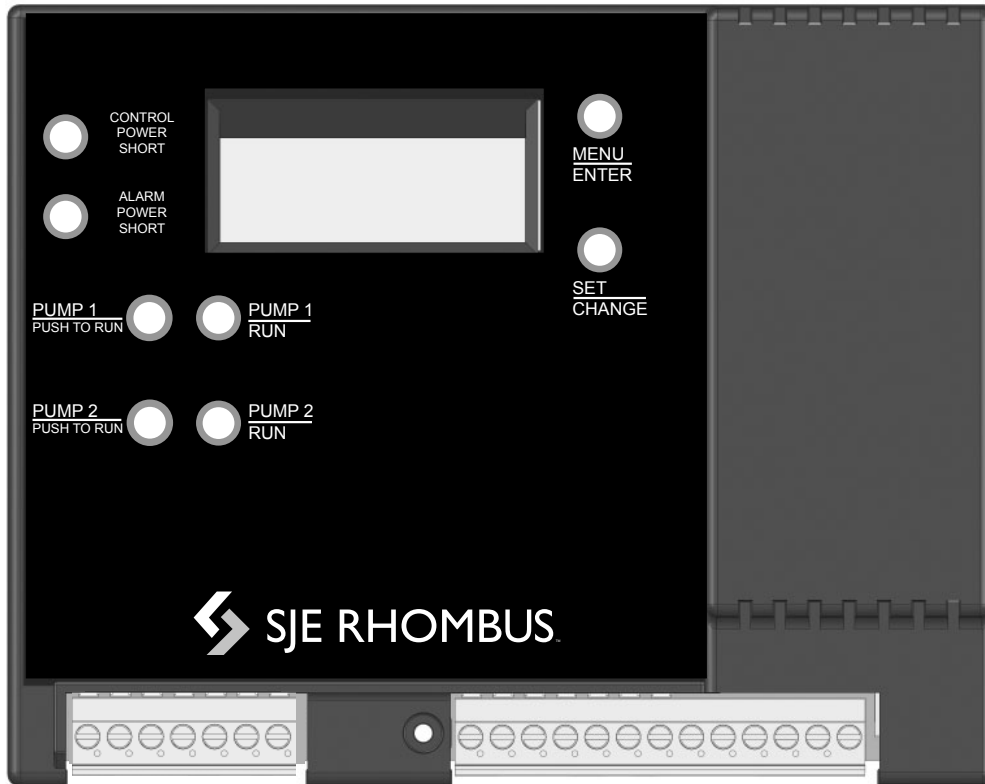 CONTROL
POWER
SHORT
ALARM
POWER
SHORT
MENU
ENTER
SET
CHANGE
PUMP 1
PUSH TO RUN
PUMP 1
RUN
PUMP 2
PUSH TO RUN
PUMP 2
RUN
SJE RHOMBUS™